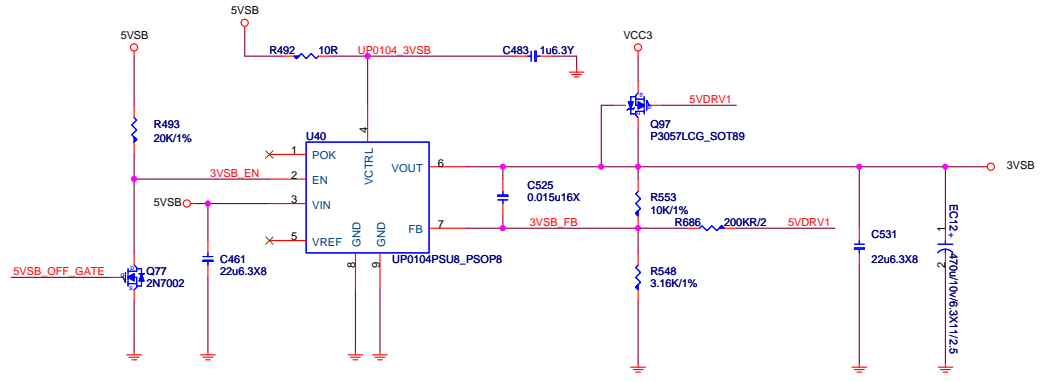 5VSB
5VSB
VCC3
R492
10R
UP0104_3VSB
C483
1u6.3Y
5VDRV1
Q97
P3057LCG_SOT89
R493
20K/1%
U40
4
1
POK
VCTRL
VOUT
6
3VSB
3VSB_EN
2
EN
C525
0.015u16X
R553
10K/1%
5VSB
3
VIN
R686
200KR/2
5VDRV1
3VSB_FB
7
FB
5
VREF
GND
GND
EC12
+
1
2
470u/10v/6.3X11/2.5
C531
22u6.3X8
C461
22u6.3X8
UP0104PSU8_PSOP8
8
9
5VSB_OFF_GATE
Q77
2N7002
R548
3.16K/1%